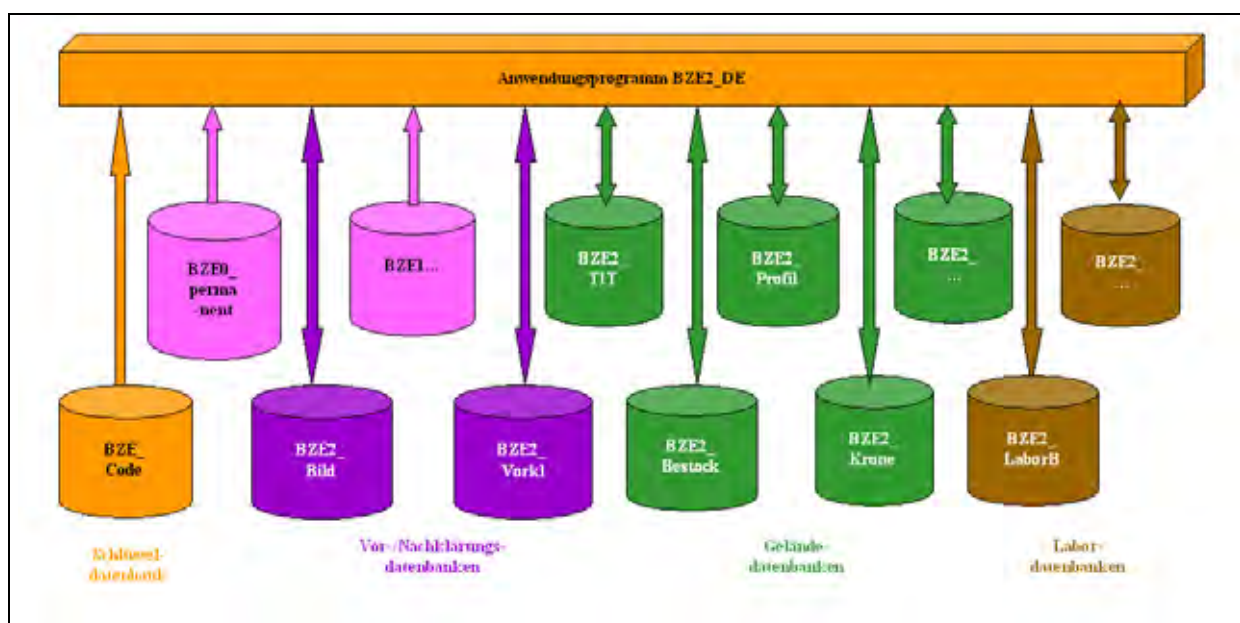 Anwendungsprogramm BZE2_DE
BZE0_
perma
-nent
BZE1...
BZE2_
TIT
BZE2_
Profil
BZE2_
...
BZE2_
...
BZE_
Code
BZE2_
Bild
BZE2_
Vorkl
BZE2_
Bestock
BZE2_
Krone
BZE2_
LaborB
Schlüssel-
datenbank
Vor-/Nachklärungs-
datenbanken
Gelände-
datenbanken
Labor-
datenbanken